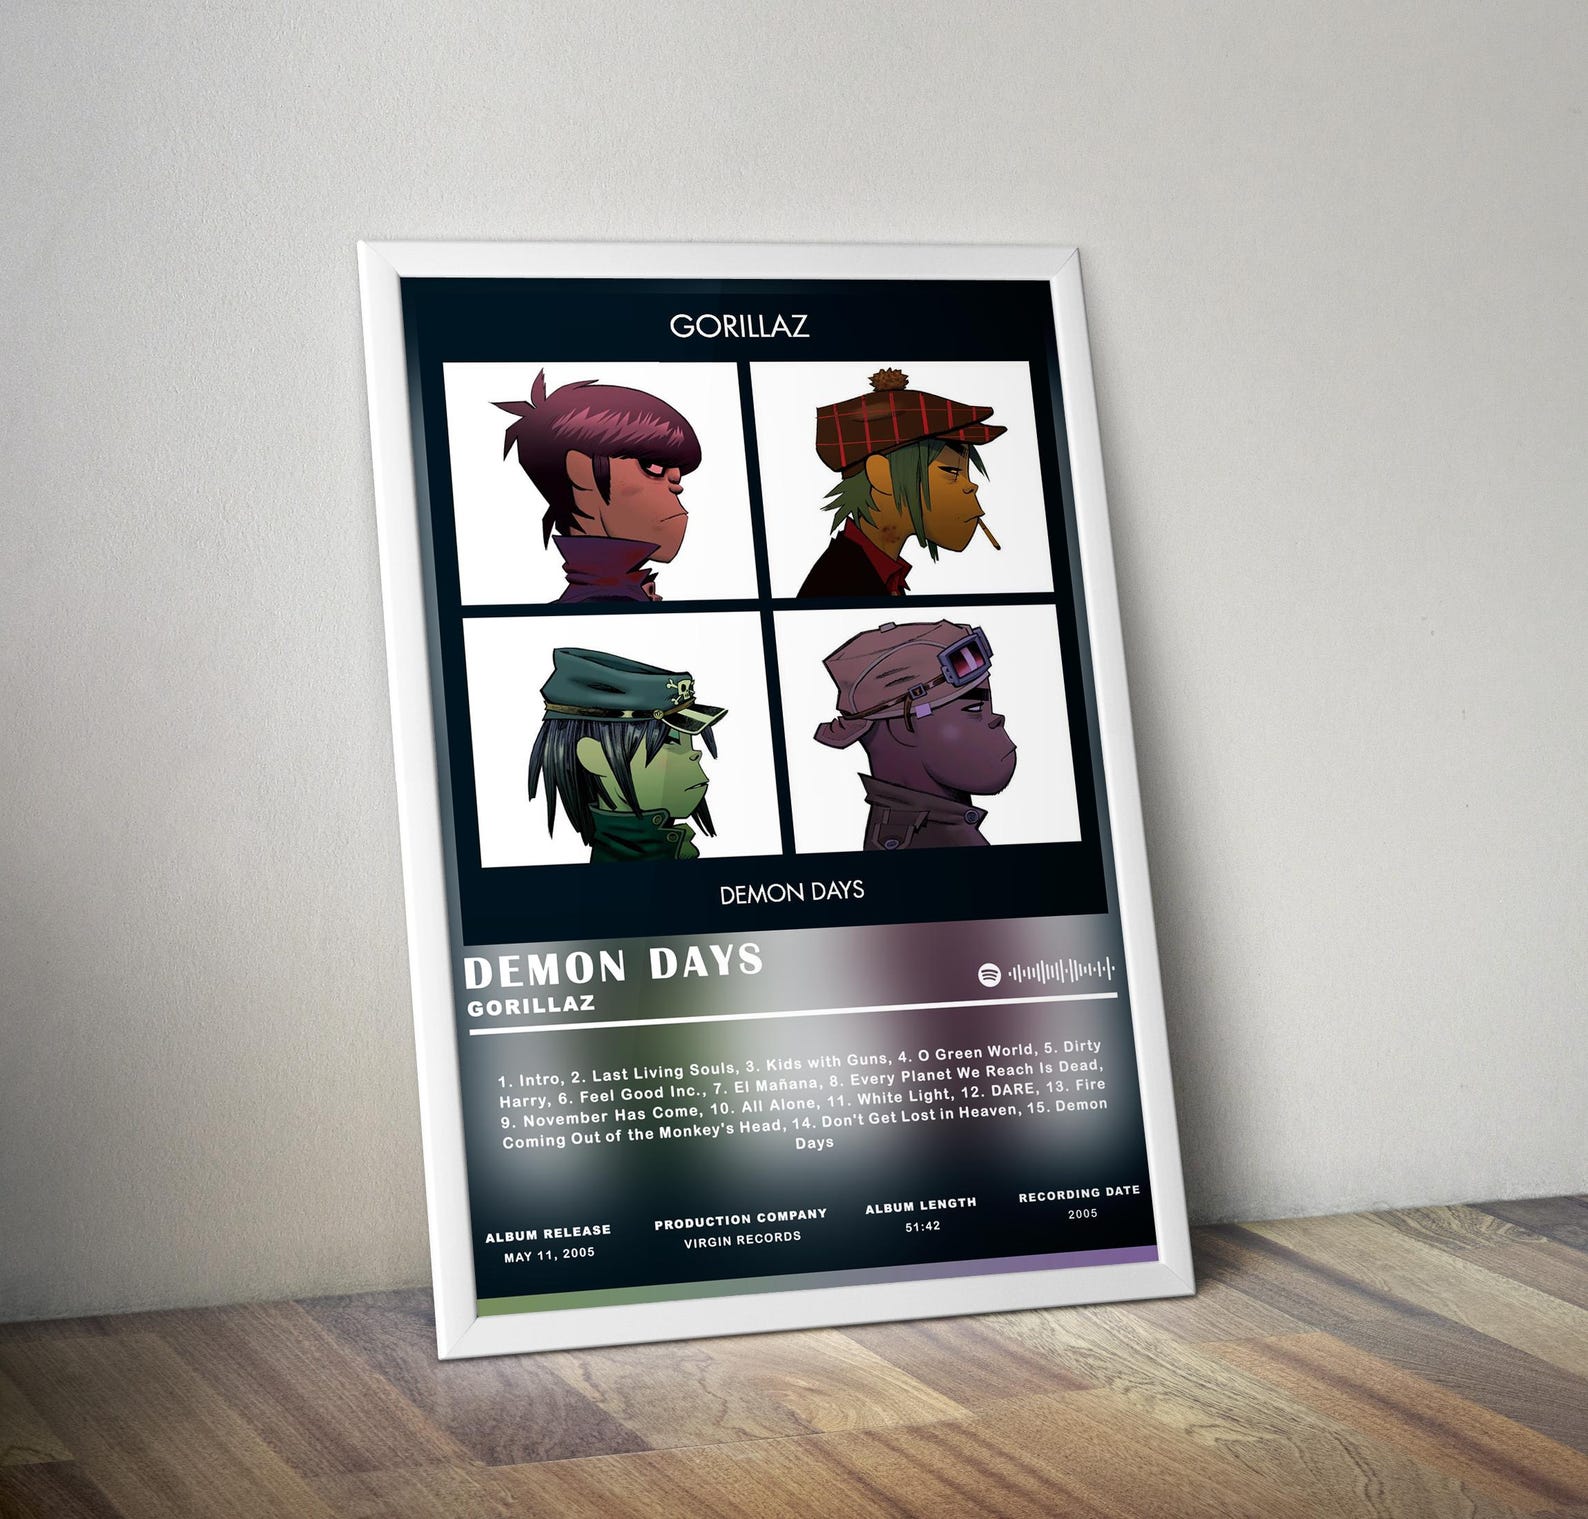 GORILLAZ
DEMON DAYS
DEMON DAYS
GORILLAZ
1. Intro, 2. Last Living Souls, 3. Kids with Guns, 4. O Green World, 5. Dirty
Harry, 6. Feel Good Inc., 7. El Mañana, 8. Every Planet We Reach Is Dead,
9. November Has Come, 10. All Alone, 11. White Light, 12. DARE, 13. Fire
Coming Out of the Monkey's Head, 14. Don't Get Lost in Heaven, 15. Demon
Days
ALBUM RELEASE
MAY 11, 2005
PRODUCTION COMPANY
VIRGIN RECORDS
ALBUM LENGTH
51:42
RECORDING DATE
2005